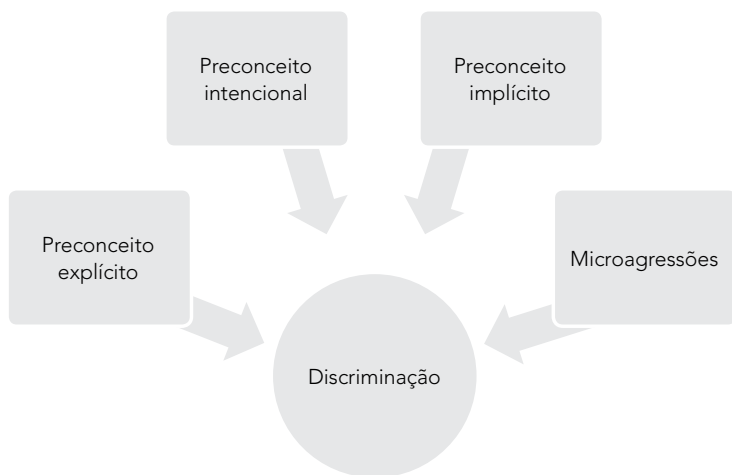 Preconceito
intencional
Preconceito
implícito
Preconceito
explícito
Microagressões
Discriminação